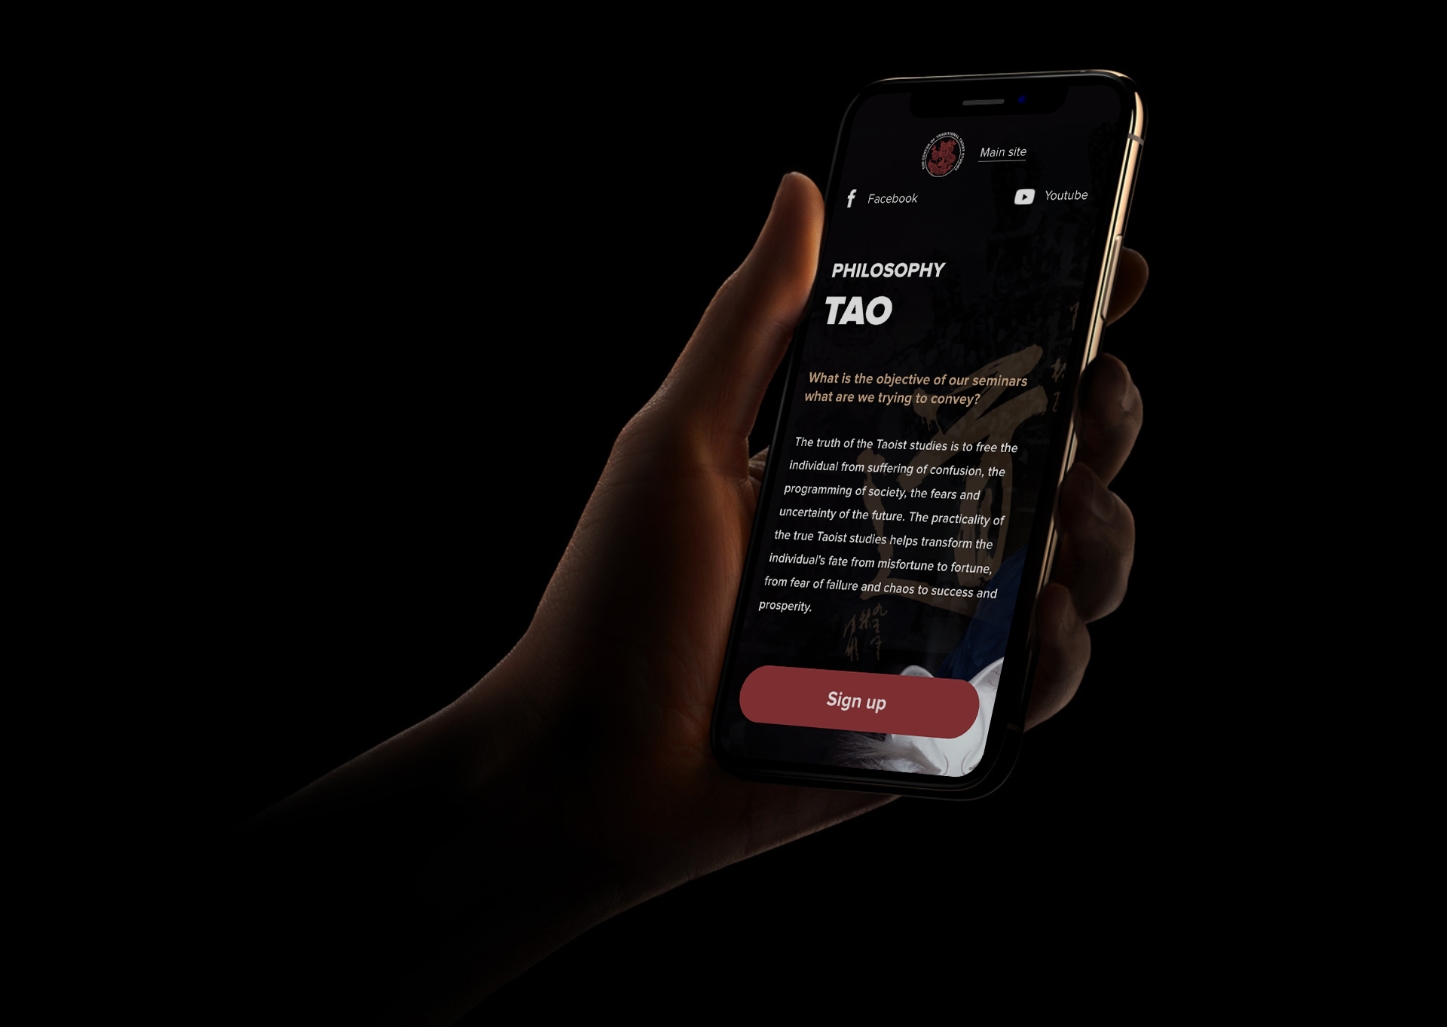 Main site
Facebook
Youtube
PHILOSOPHY
TAO
What is the objective of our seminars
what are we trying to convey?
The truth of the Taoist studies is to free the
individual from suffering of confusion, the
programming of society, the fears and
uncertainty of the future. The practicality of
the true Taoist studies helps transform the
individual's fate from misfortune to fortune,
from fear of failure and chaos to success and
prosperity.
Sign up